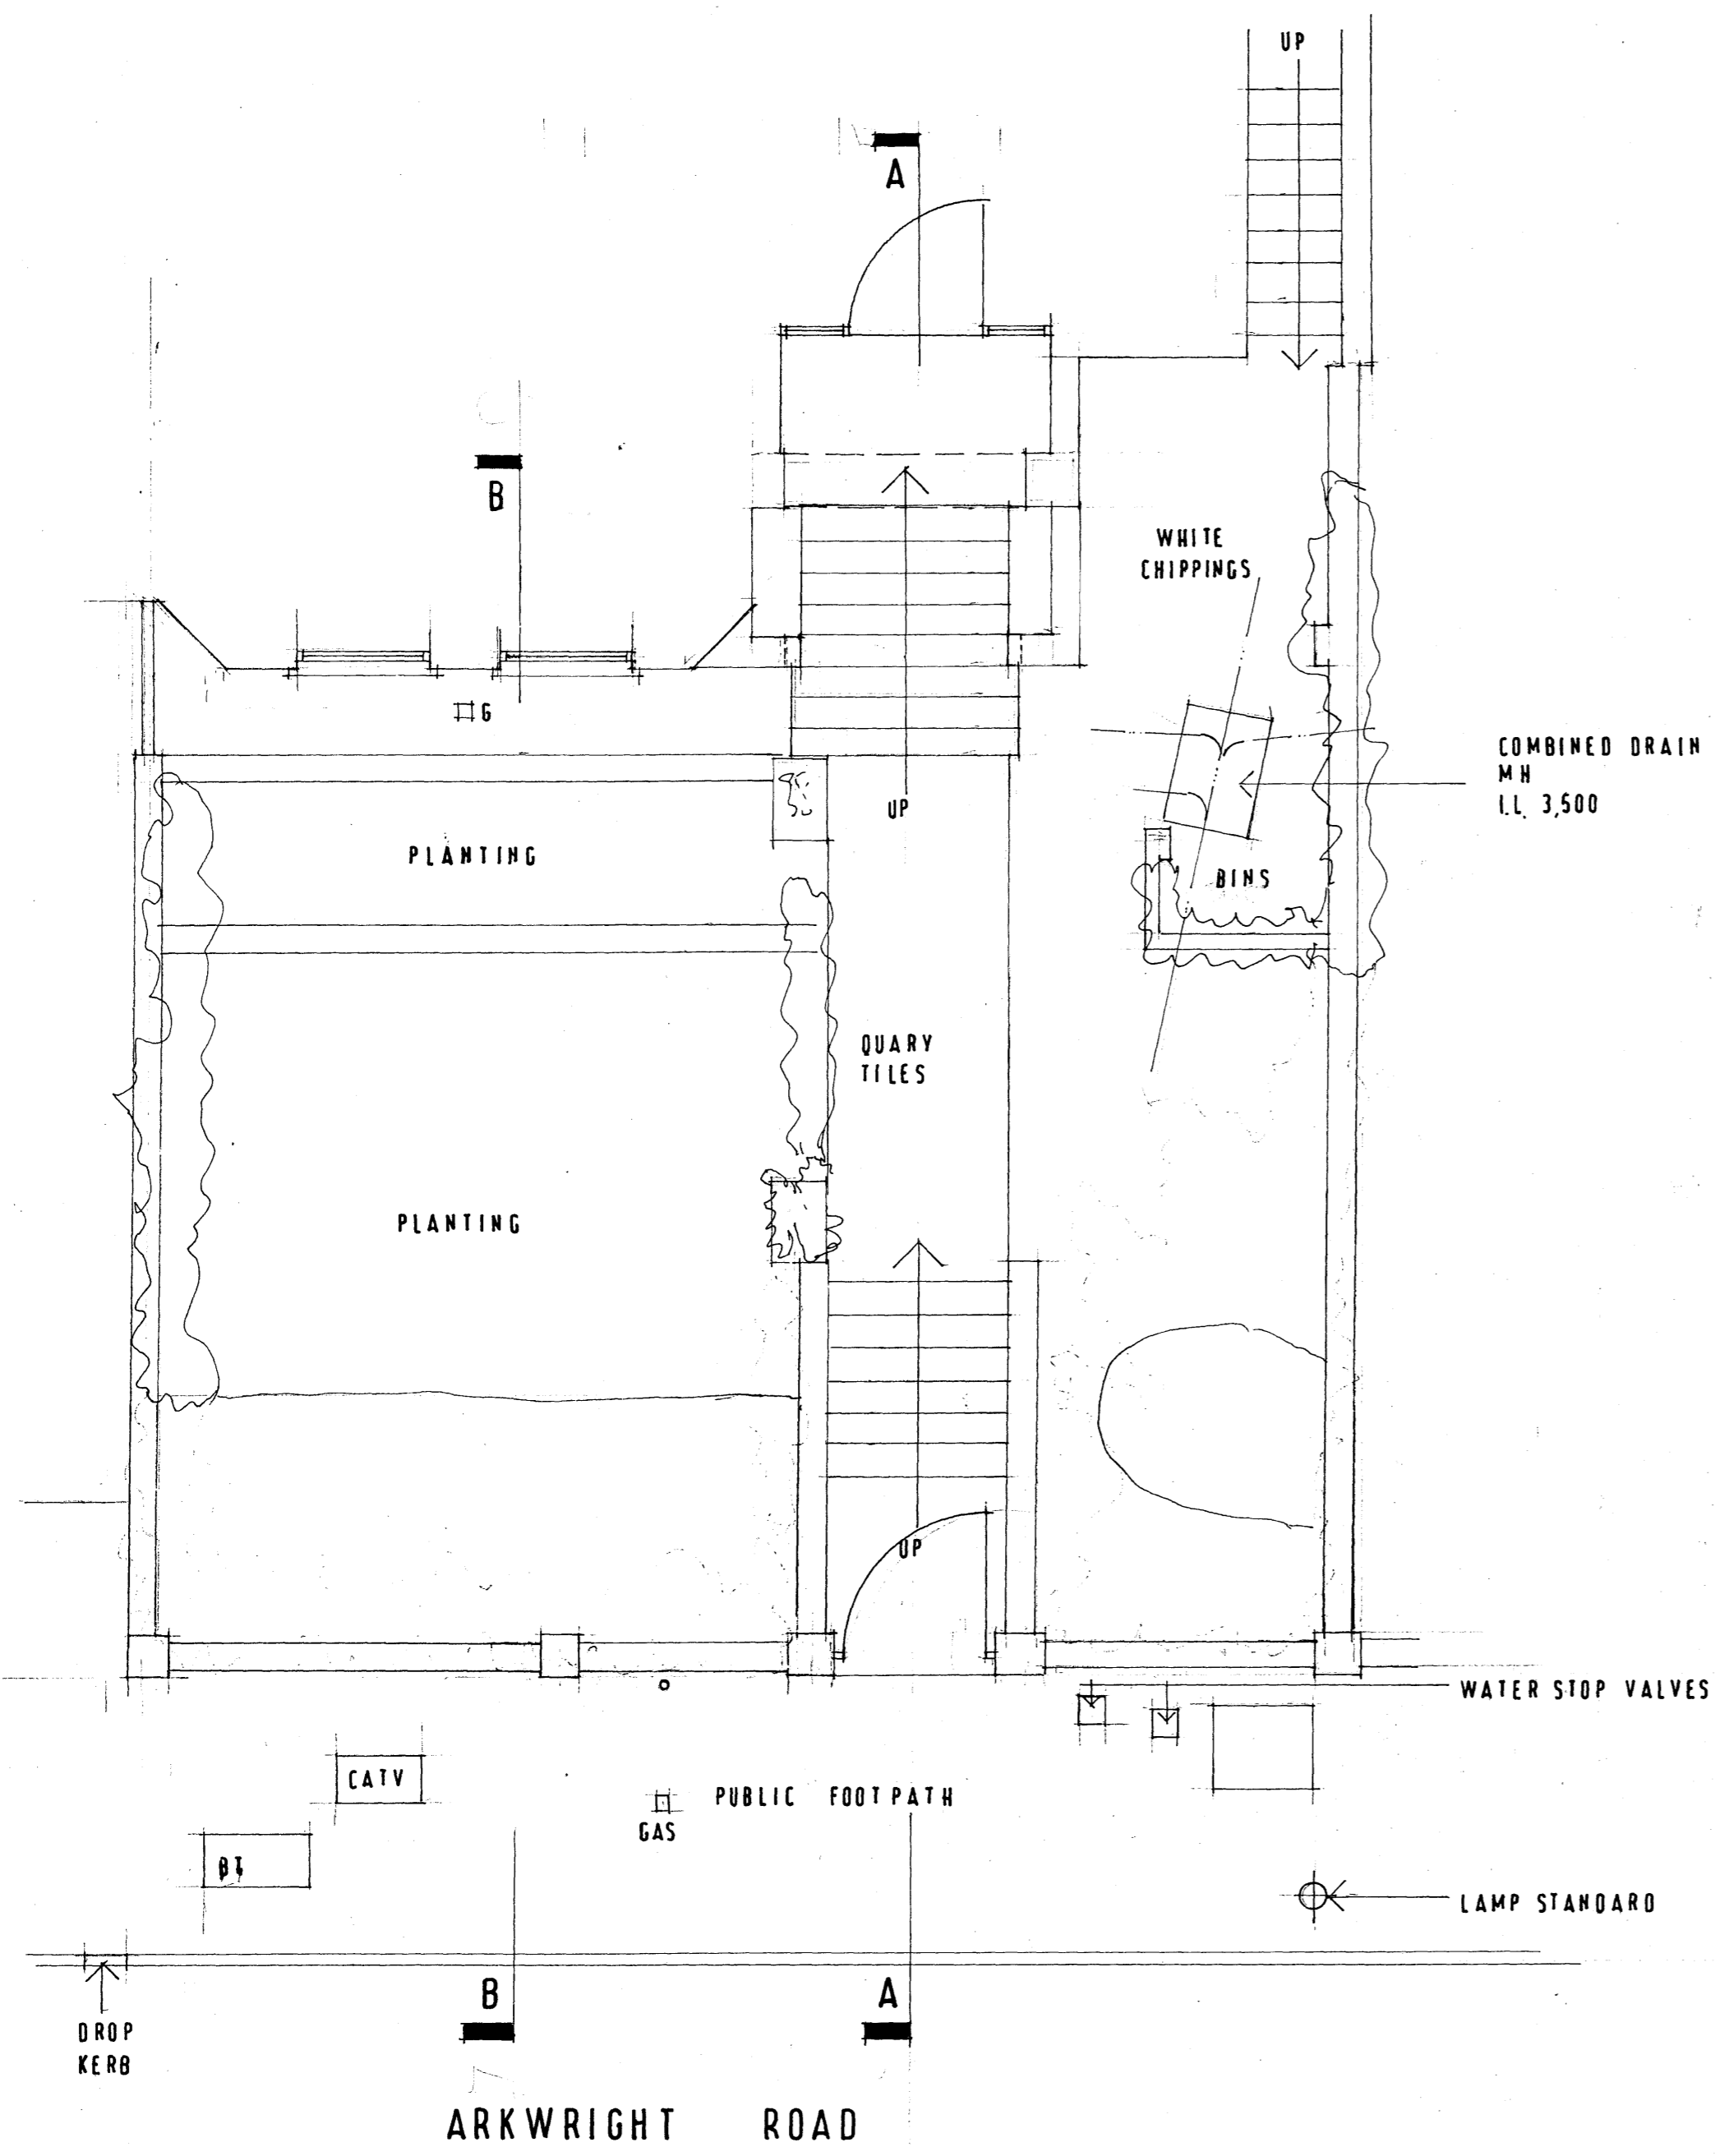 UP
A
B
WHITE
CHIPPINGS
G
COMBINED DRAIN
MH
I.L. 3,500
UP
PLANTING
BINS
QUARY
TILES
PLANTING
UP
WATER STOP VALVES
CATV
PUBLIC FOOTPATH
GAS
BT
LAMP STANDARD
B
A
DROP
KERB
ARKWRIGHT ROAD